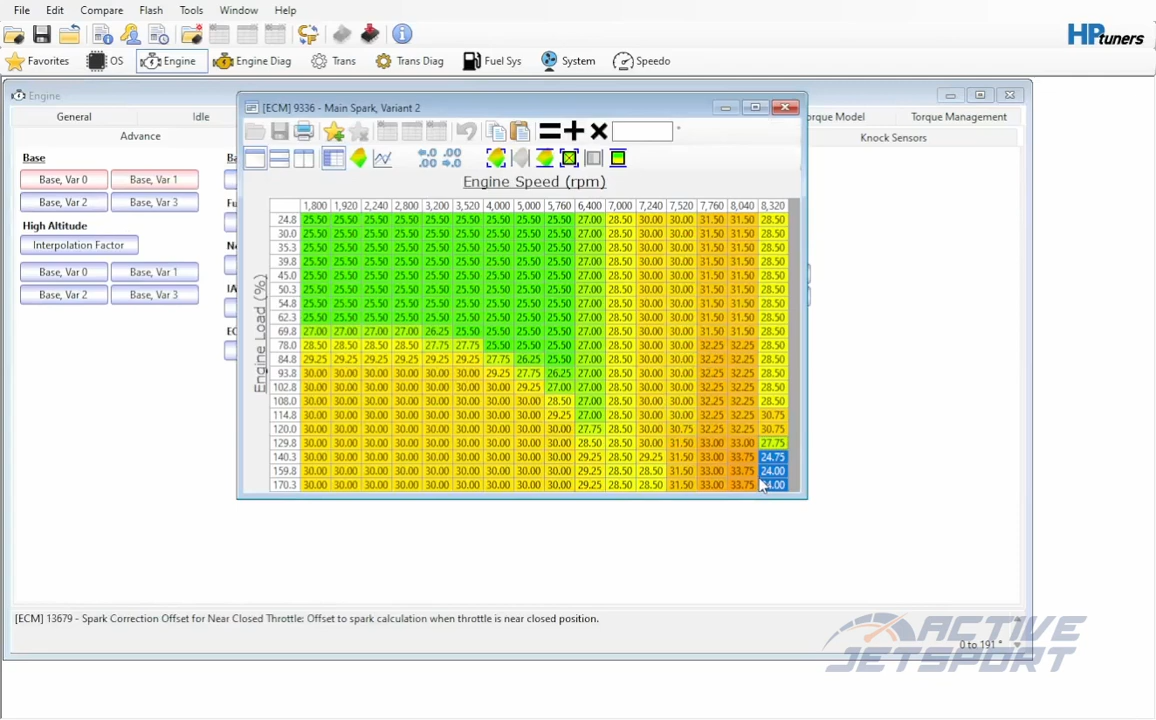 File Edit Compare Flash Tools Window Help
HPtuners
Favorites OS Engine Engine Diag Trans Trans Diag Fuel Sys System Speedo
Engine
General Idle orque Model Torque Management
Advance Knock Sensors
[ECM] 9336 - Main Spark, Variant 2
Base
Base, Var 0 Base, Var 1
Base, Var 2 Base, Var 3
High Altitude
Interpolation Factor
Base, Var 0 Base, Var 1
Base, Var 2 Base, Var 3
Ba
Fu
No
IA
EC
Engine Speed (rpm)
Engine Load (%)
1,800 1,920 2,240 2,800 3,200 3,520 4,000 5,000 5,760 6,400 7,000 7,240 7,520 7,760 8,040 8,320
24.8 25.50 25.50 25.50 25.50 25.50 25.50 25.50 25.50 25.50 27.00 28.50 30.00 30.00 31.50 31.50 28.50
30.0 25.50 25.50 25.50 25.50 25.50 25.50 25.50 25.50 25.50 27.00 28.50 30.00 30.00 31.50 31.50 28.50
35.3 25.50 25.50 25.50 25.50 25.50 25.50 25.50 25.50 25.50 27.00 28.50 30.00 30.00 31.50 31.50 28.50
39.8 25.50 25.50 25.50 25.50 25.50 25.50 25.50 25.50 25.50 27.00 28.50 30.00 30.00 31.50 31.50 28.50
45.0 25.50 25.50 25.50 25.50 25.50 25.50 25.50 25.50 25.50 27.00 28.50 30.00 30.00 31.50 31.50 28.50
50.3 25.50 25.50 25.50 25.50 25.50 25.50 25.50 25.50 25.50 27.00 28.50 30.00 30.00 31.50 31.50 28.50
54.8 25.50 25.50 25.50 25.50 25.50 25.50 25.50 25.50 25.50 27.00 28.50 30.00 30.00 31.50 31.50 28.50
62.3 25.50 25.50 25.50 25.50 25.50 25.50 25.50 25.50 25.50 27.00 28.50 30.00 30.00 31.50 31.50 28.50
69.8 27.00 27.00 27.00 27.00 26.25 25.50 25.50 25.50 25.50 27.00 28.50 30.00 30.00 31.50 31.50 28.50
78.0 28.50 28.50 28.50 28.50 27.75 27.75 25.50 25.50 25.50 27.00 28.50 30.00 30.00 32.25 32.25 28.50
84.8 29.25 29.25 29.25 29.25 29.25 29.25 27.75 26.25 25.50 27.00 28.50 30.00 30.00 32.25 32.25 28.50
93.8 30.00 30.00 30.00 30.00 30.00 30.00 29.25 27.75 26.25 27.00 28.50 30.00 30.00 32.25 32.25 28.50
102.8 30.00 30.00 30.00 30.00 30.00 30.00 30.00 29.25 27.00 27.00 28.50 30.00 30.00 32.25 32.25 28.50
108.0 30.00 30.00 30.00 30.00 30.00 30.00 30.00 30.00 28.50 27.00 28.50 30.00 30.00 32.25 32.25 28.50
114.8 30.00 30.00 30.00 30.00 30.00 30.00 30.00 30.00 29.25 27.00 28.50 30.00 30.00 32.25 32.25 30.75
120.0 30.00 30.00 30.00 30.00 30.00 30.00 30.00 30.00 30.00 27.75 28.50 30.00 30.75 32.25 32.25 30.75
129.8 30.00 30.00 30.00 30.00 30.00 30.00 30.00 30.00 30.00 28.50 28.50 30.00 31.50 33.00 33.00 27.75
140.3 30.00 30.00 30.00 30.00 30.00 30.00 30.00 30.00 30.00 29.25 28.50 29.25 31.50 33.00 33.75 24.75
159.8 30.00 30.00 30.00 30.00 30.00 30.00 30.00 30.00 30.00 29.25 28.50 28.50 31.50 33.00 33.75 24.00
170.3 30.00 30.00 30.00 30.00 30.00 30.00 30.00 30.00 30.00 29.25 28.50 28.50 31.50 33.00 33.75 4.00
[ECM] 13679 - Spark Correction Offset for Near Closed Throttle: Offset to spark calculation when throttle is near closed position.
0 to 191 °
ACTIVE
JETSPORT